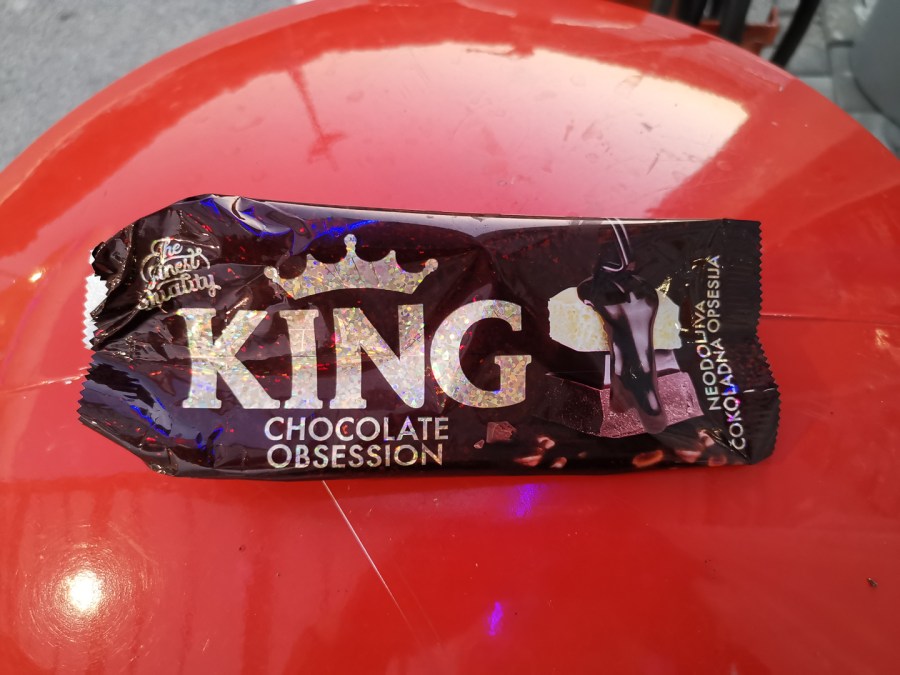 The
finest
quality
KING
CHOCOLATE
OBSESSION
NEODOLJIVA
ČOKOLADNA OPSESIJA